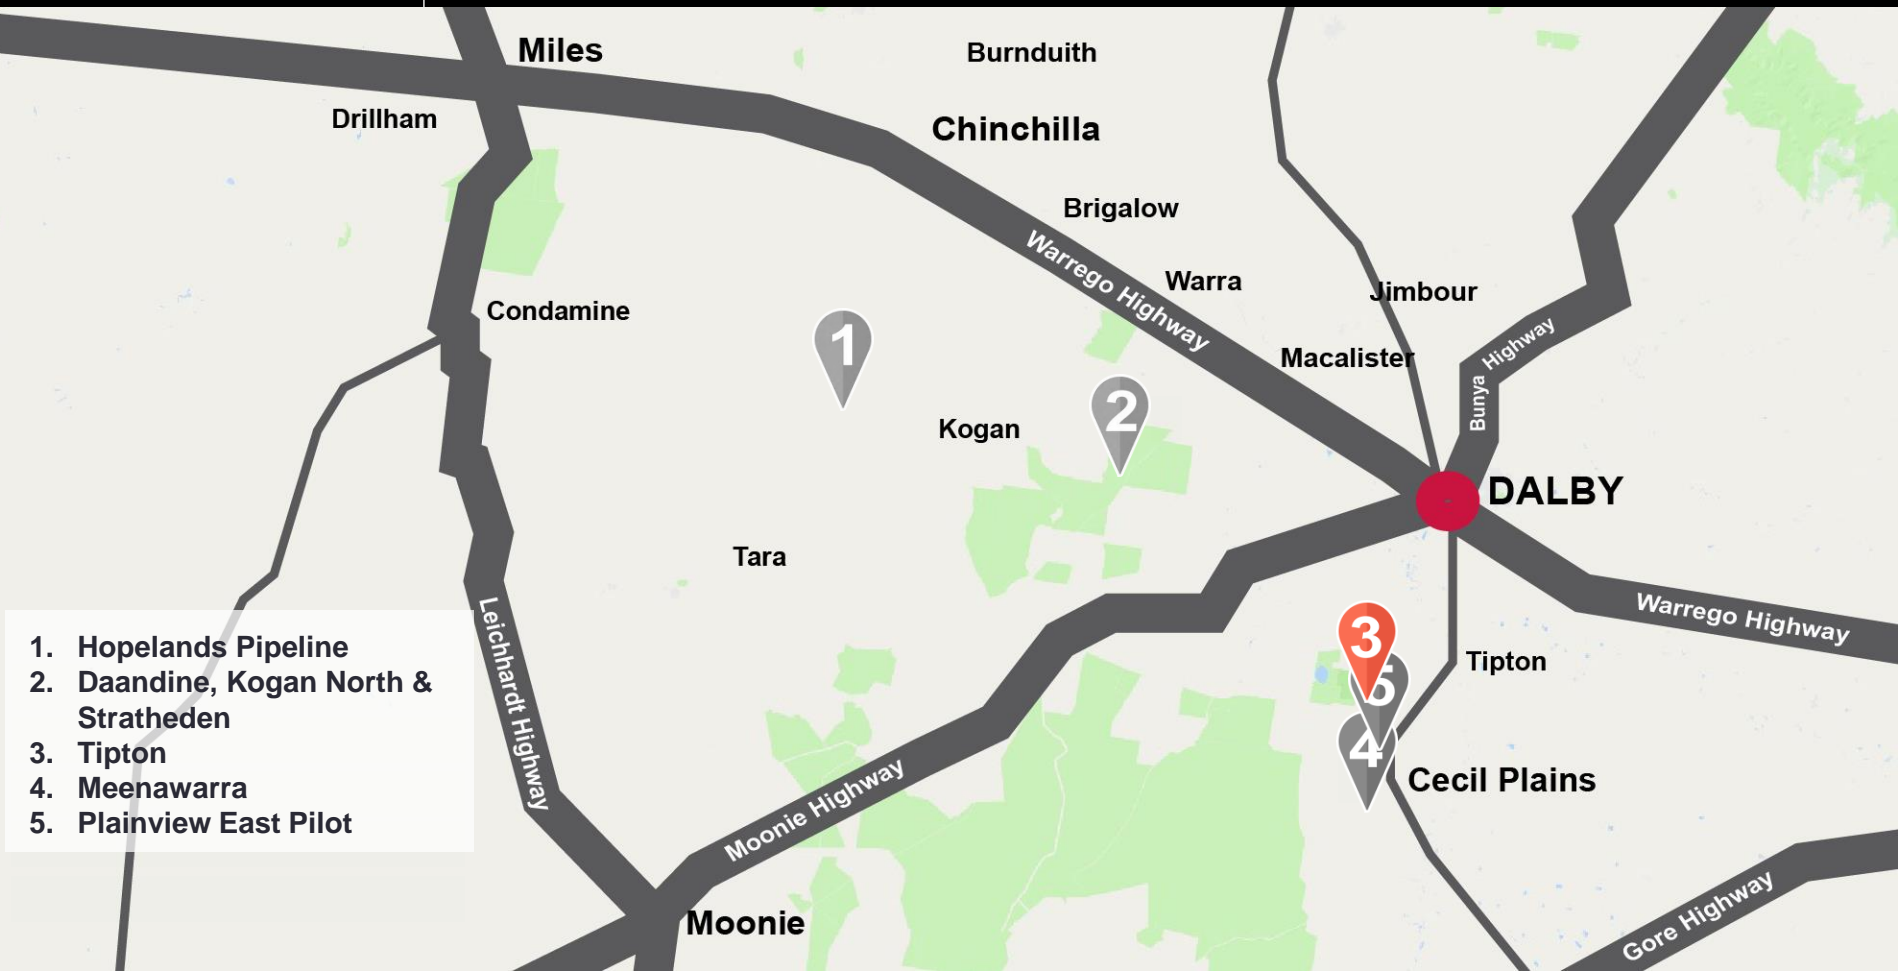 Miles
Burnduith
Drillham
Chinchilla
Brigalow
Warrego Highway
Warra
Jimbour
Condamine
1
Macalister
Bunya Highway
2
Kogan
DALBY
Tara
Warrego Highway
Leichhardt Highway
3
Tipton
5
4
Cecil Plains
Moonie Highway
Moonie
Gore Highway
1. Hopelands Pipeline
2. Daandine, Kogan North &
Stratheden
3. Tipton
4. Meenawarra
5. Plainview East Pilot